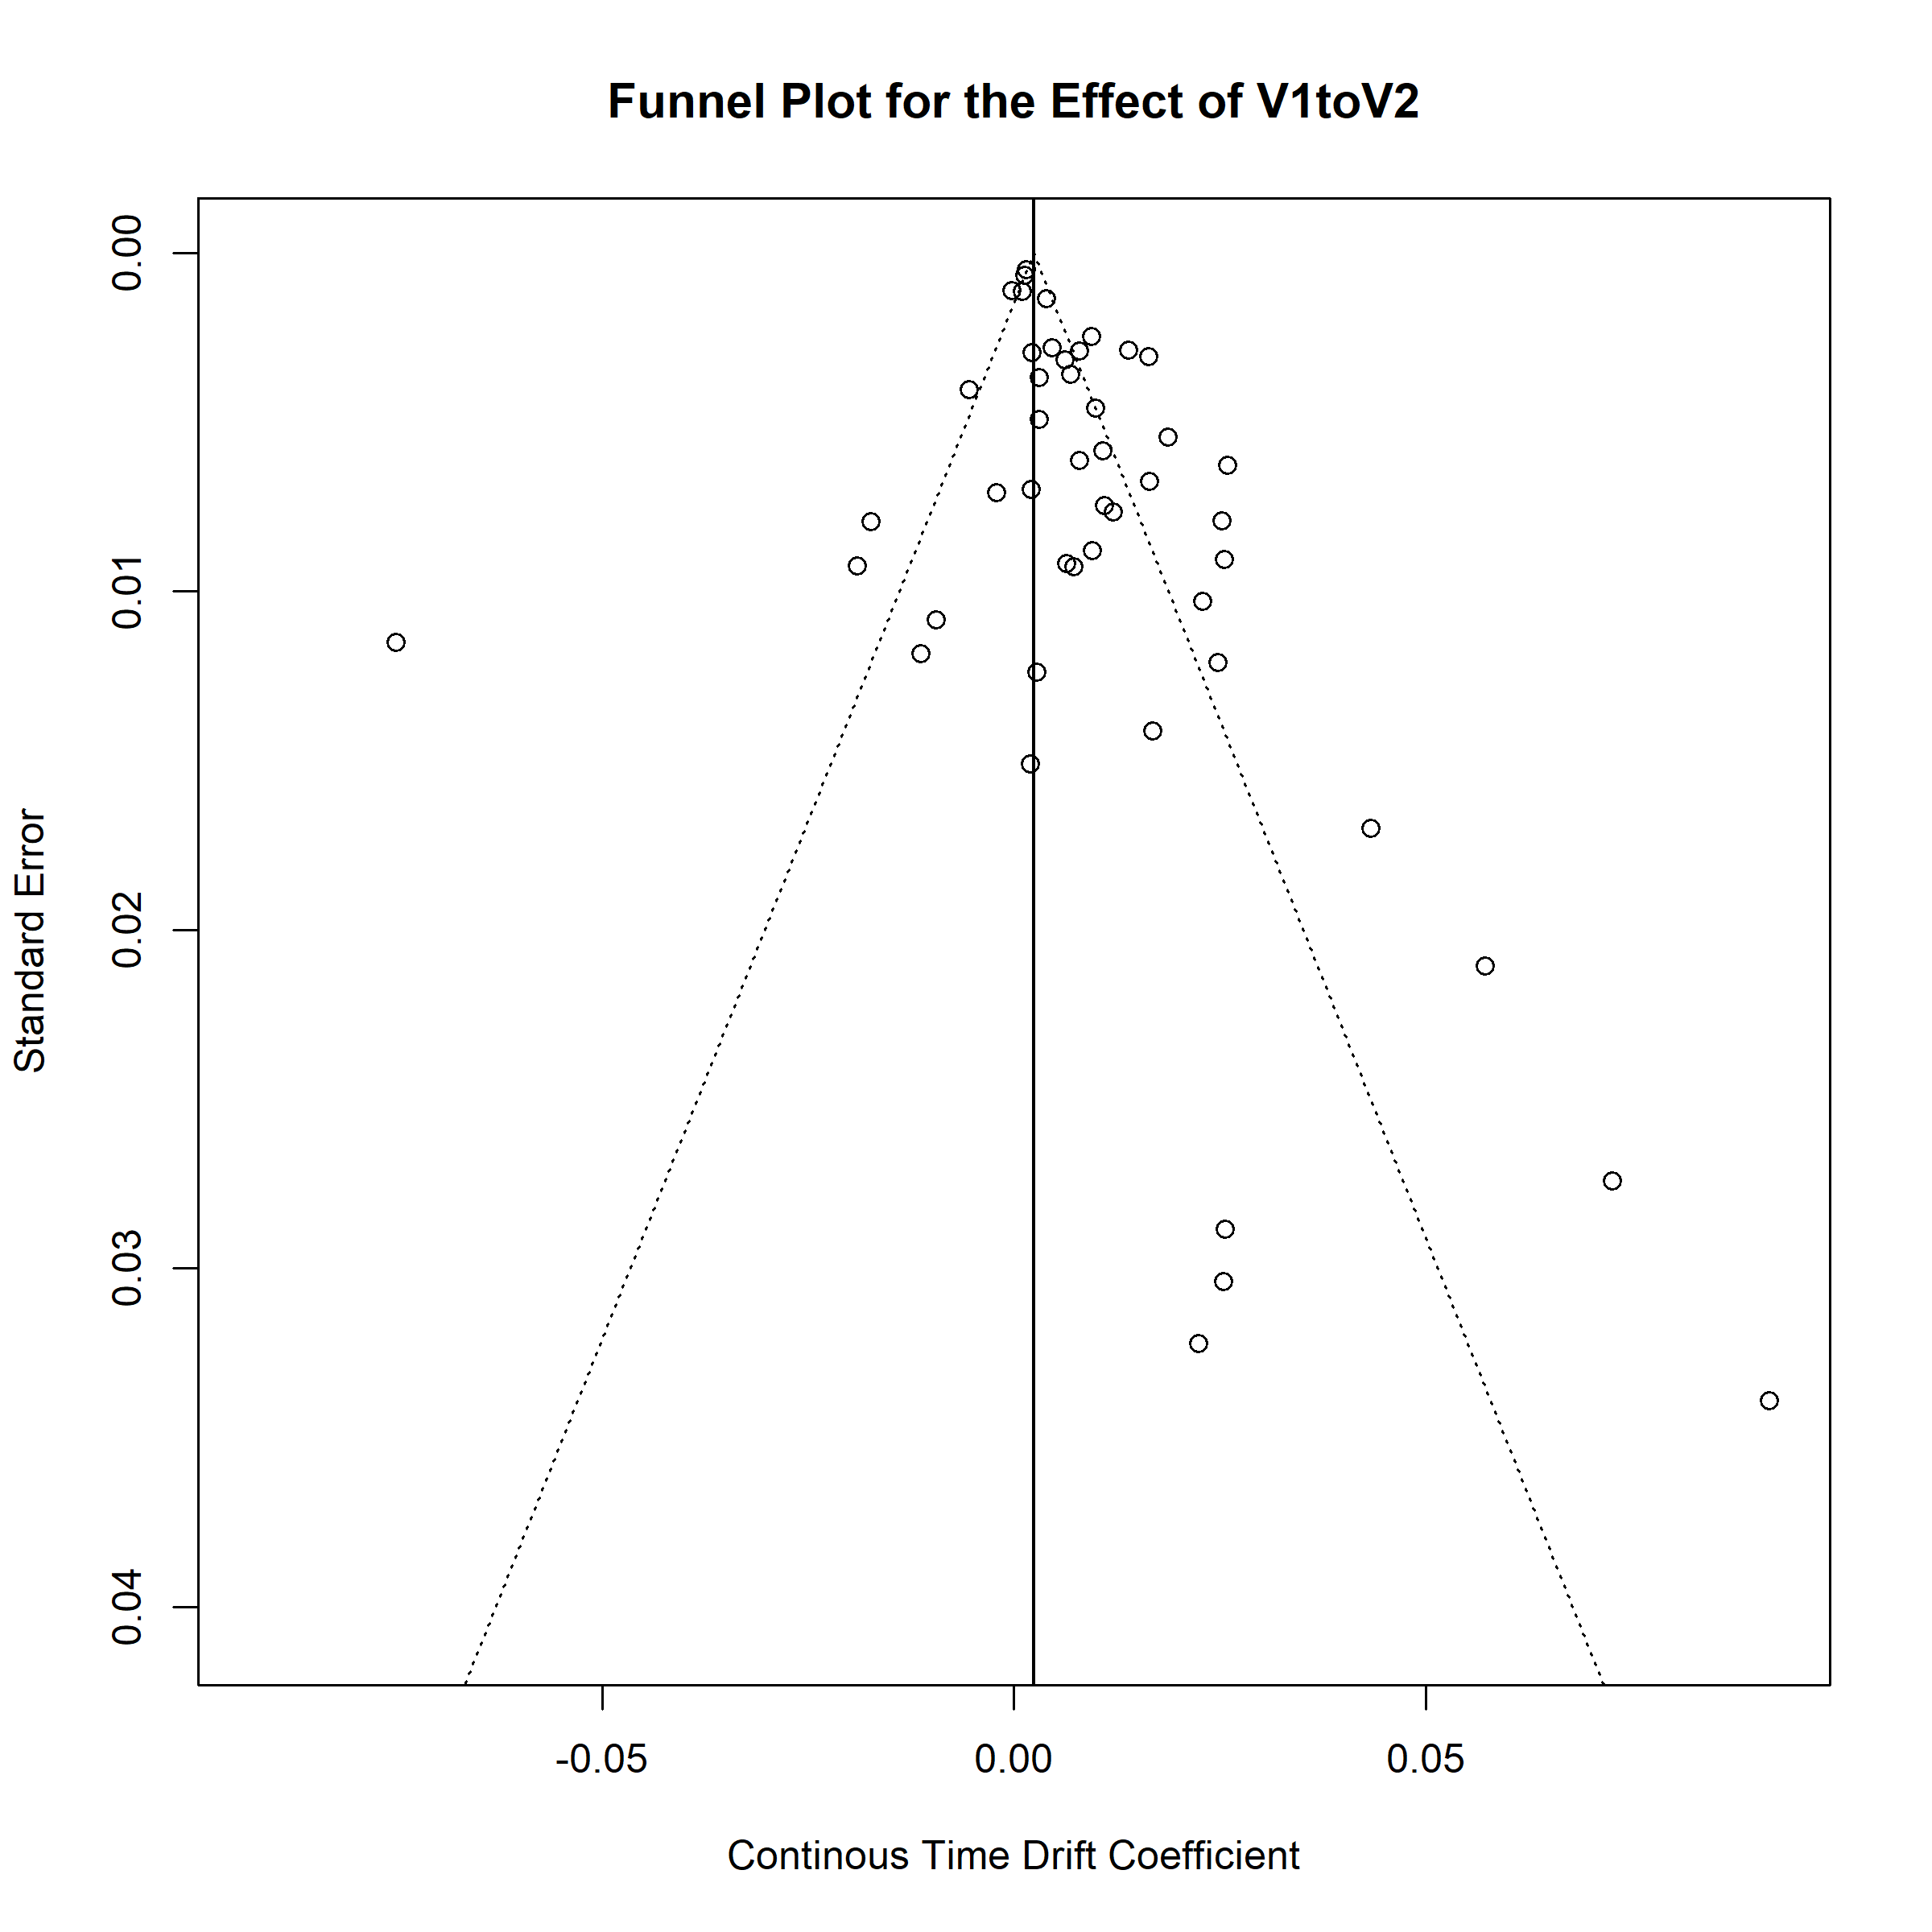 Funnel Plot for the Effect of V1toV2
0.00
0.01
0.02
0.03
0.04
Standard Error
-0.05
0.00
0.05
Continous Time Drift Coefficient